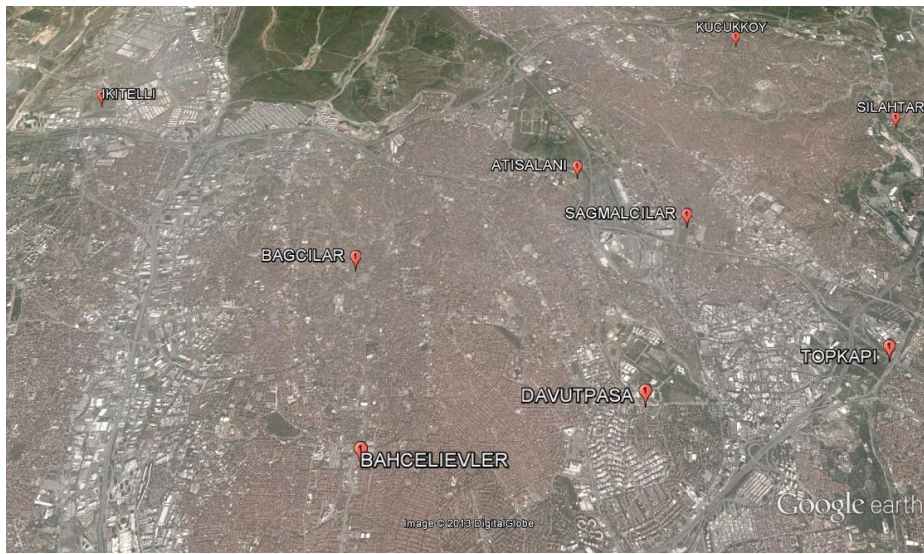 KUCUKKOY
IKITELLI
SILAHTAR
ATISALANI
SAGMALCILAR
BAGCILAR
TOPKAPI
DAVUTPASA
BAHCELIEVLER
Google earth
Image © 2013 DigitalGlobe